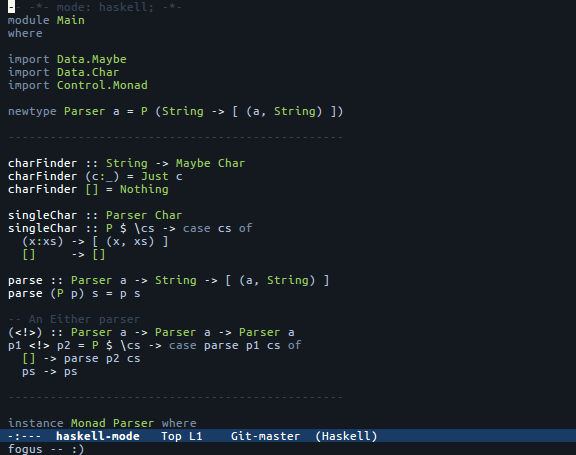 -- -*- mode: haskell; -*-
module Main
where
import Data.Maybe
import Data.Char
import Control.Monad
newtype Parser a = P (String -> [ (a, String) ])
------------------------------------------------
charFinder :: String -> Maybe Char
charFinder (c:_) = Just c
charFinder [] = Nothing
singleChar :: Parser Char
singleChar :: P $ \cs -> case cs of
  (x:xs) -> [ (x, xs) ]
  []     -> []
parse :: Parser a -> String -> [ (a, String) ]
parse (P p) s = p s
-- An Either parser
(<!>) :: Parser a -> Parser a -> Parser a
p1 <!> p2 = P $ \cs -> case parse p1 cs of
  [] -> parse p2 cs
  ps -> ps
------------------------------------------------
instance Monad Parser where
-:---  haskell-mode   Top L1    Git-master  (Haskell)
fogus -- :)